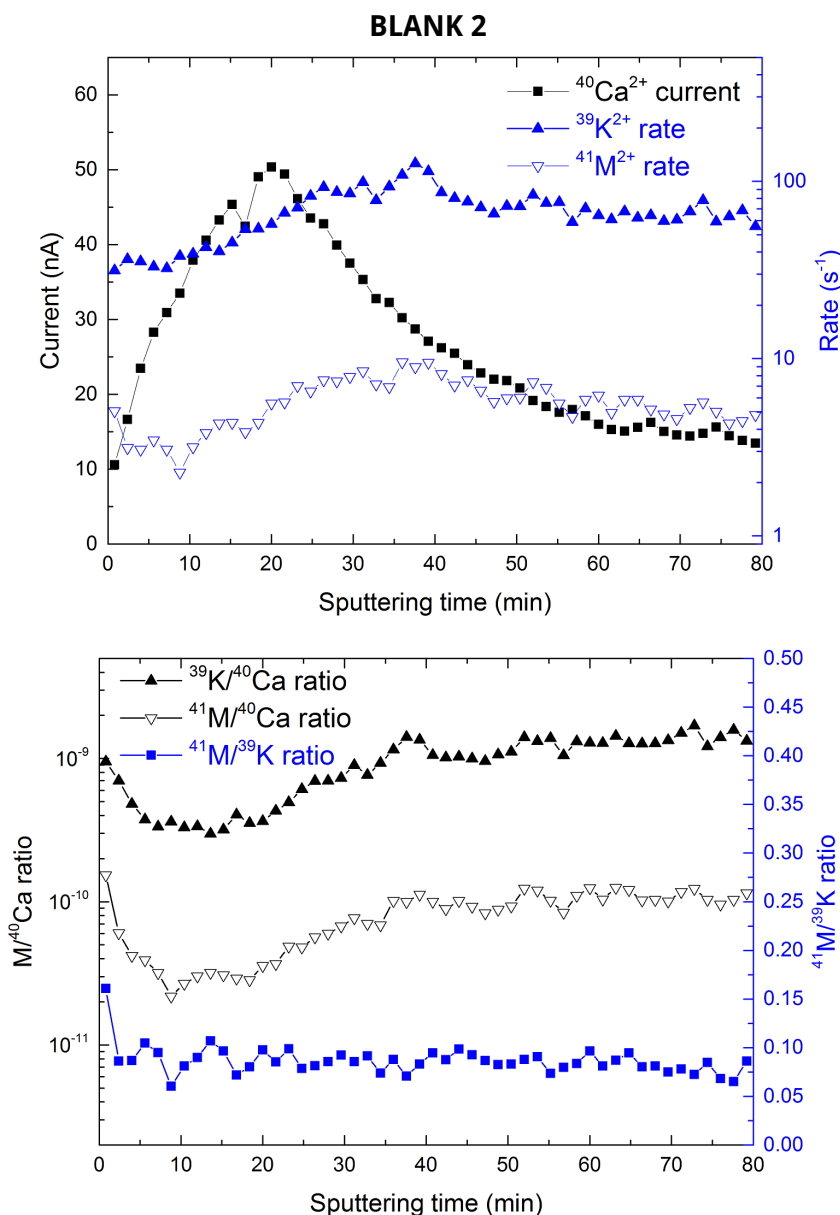 BLANK 2
⁴⁰Ca²⁺ current
³⁹K²⁺ rate
⁴¹M²⁺ rate
Current (nA)
60
50
40
30
20
10
0
Rate (s⁻¹)
100
10
1
0 10 20 30 40 50 60 70 80
Sputtering time (min)
³⁹K/⁴⁰Ca ratio
⁴¹M/⁴⁰Ca ratio
⁴¹M/³⁹K ratio
M/⁴⁰Ca ratio
10⁻⁹
10⁻¹⁰
10⁻¹¹
⁴¹M/³⁹K ratio
0.50
0.45
0.40
0.35
0.30
0.25
0.20
0.15
0.10
0.05
0.00
0 10 20 30 40 50 60 70 80
Sputtering time (min)